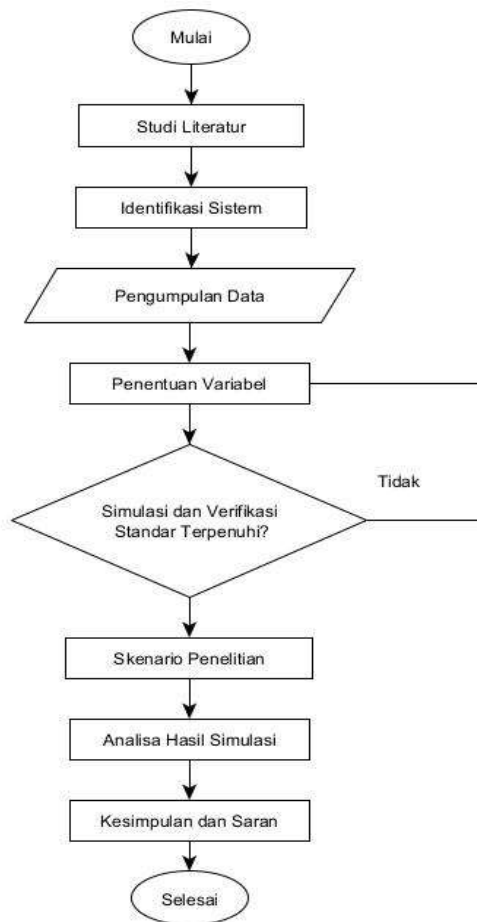 Mulai
Studi Literatur
Identifikasi Sistem
Pengumpulan Data
Penentuan Variabel
Tidak
Simulasi dan Verifikasi
Standar Terpenuhi?
Skenario Penelitian
Analisa Hasil Simulasi
Kesimpulan dan Saran
Selesai